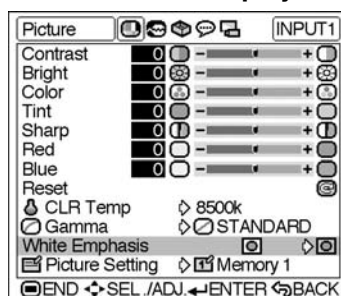 Picture INPUT1
Contrast 0 - +
Bright 0 - +
Color 0 - +
Tint 0 - +
Sharp 0 - +
Red 0 - +
Blue 0 - +
Reset
CLR Temp 8500k
Gamma STANDARD
White Emphasis
Picture Setting Memory 1
END SEL./ADJ. ENTER BACK